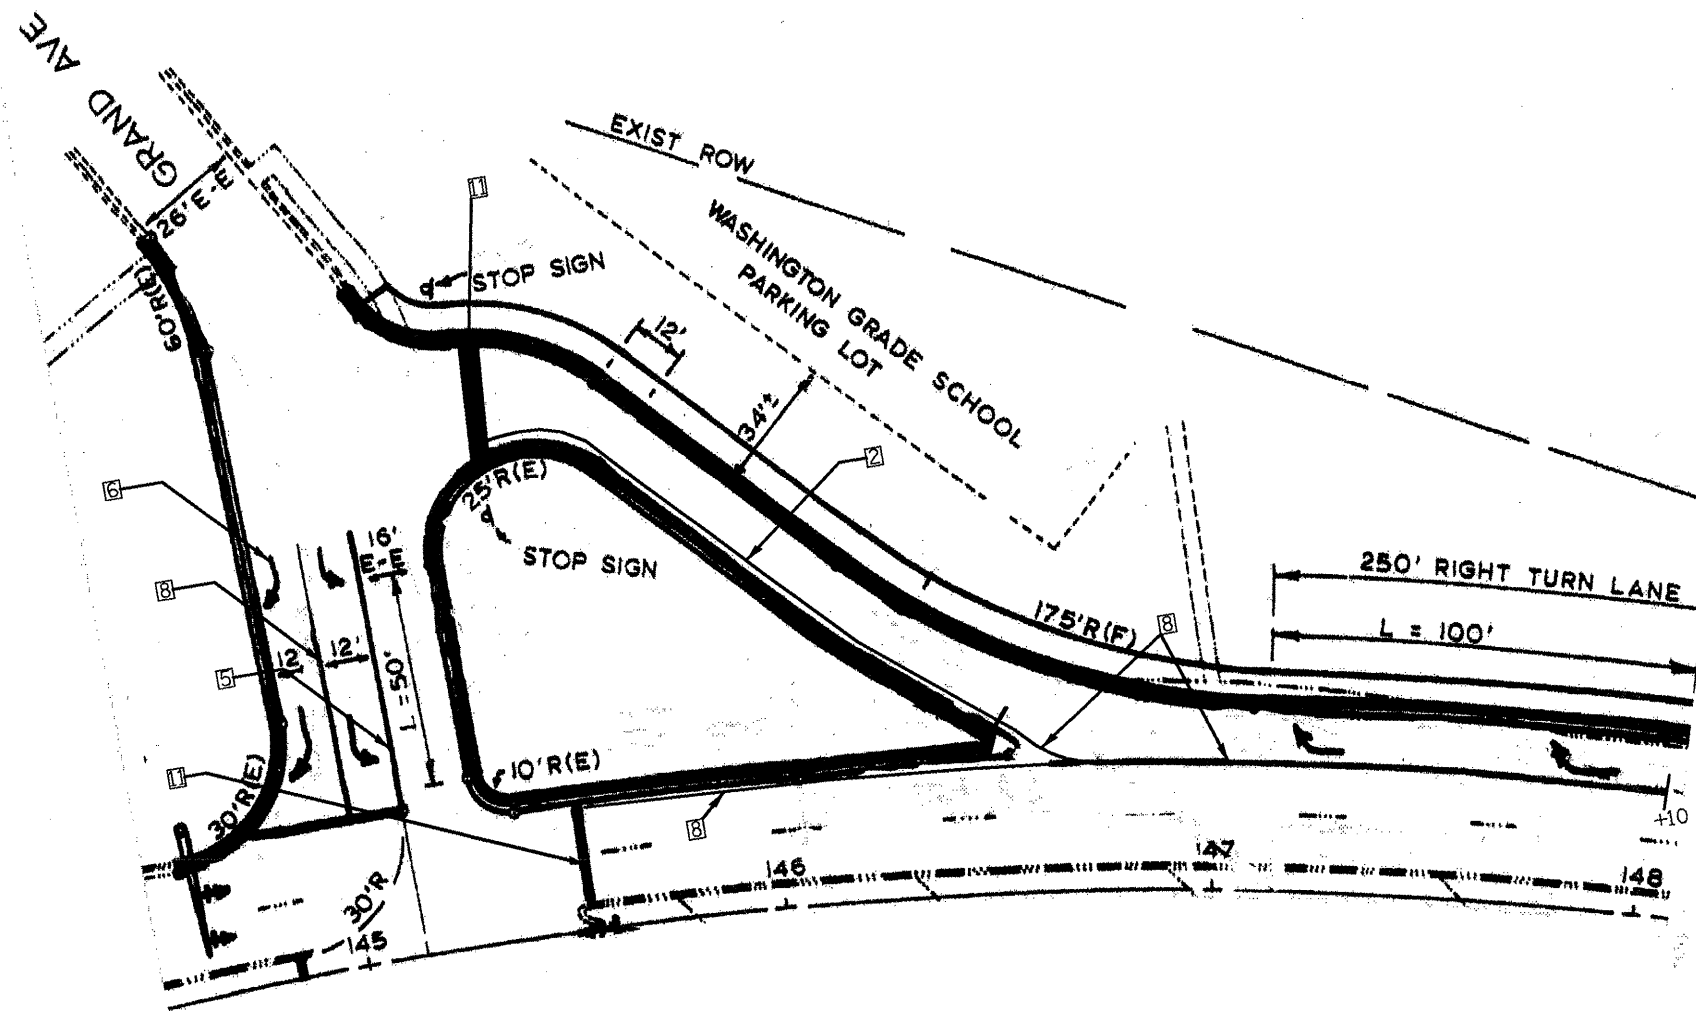 GRAND AVE
26' E-E
EXIST ROW
11
WASHINGTON GRADE SCHOOL
PARKING LOT
STOP SIGN
60'R(E)
12'
34'±
2
25'R(E)
6
16'
E-E
STOP SIGN
250' RIGHT TURN LANE
8
175'R(F)
8
L = 100'
12
12'
5
L = 50'
10'R(E)
11
30'R(E)
8
+10
146
147
148
30'R
145